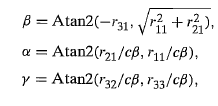 β = Atan2(−r₃₁, √(r₁₁² + r₂₁²)),
α = Atan2(r₂₁/cβ, r₁₁/cβ),
γ = Atan2(r₃₂/cβ, r₃₃/cβ),